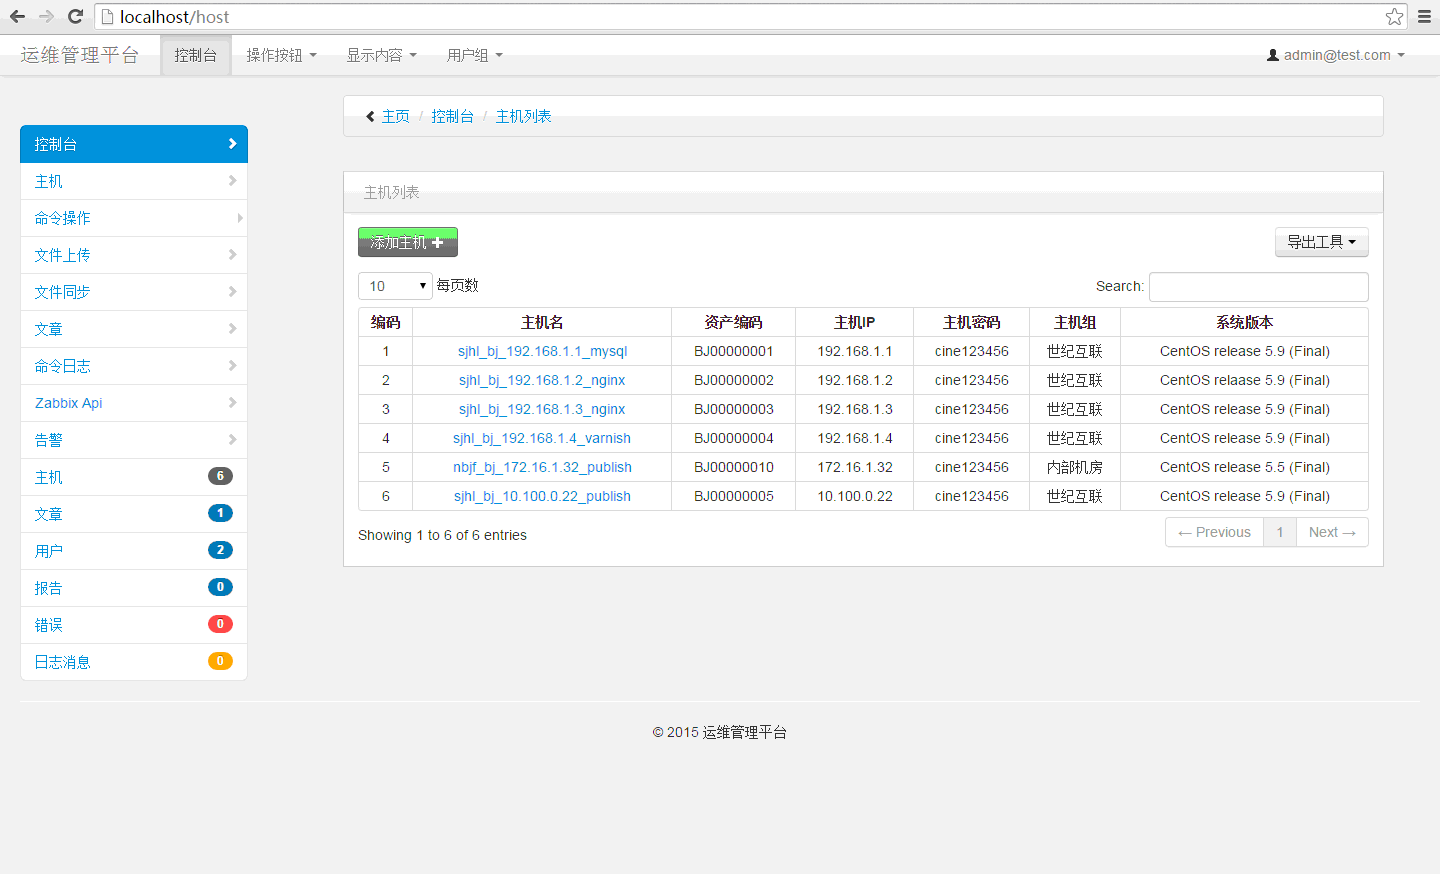 localhost/host
运维管理平台 控制台 操作按钮 显示内容 用户组 admin@test.com
主页 / 控制台 / 主机列表
控制台
主机
命令操作
文件上传
文件同步
文章
命令日志
Zabbix Api
告警
主机 6
文章 1
用户 2
报告 0
错误 0
日志消息 0
主机列表
添加主机 导出工具
10 每页数 Search:
编码 主机名 资产编码 主机IP 主机密码 主机组 系统版本
1 sjhl_bj_192.168.1.1_mysql BJ00000001 192.168.1.1 cine123456 世纪互联 CentOS release 5.9 (Final)
2 sjhl_bj_192.168.1.2_nginx BJ00000002 192.168.1.2 cine123456 世纪互联 CentOS relaase 5.9 (Final)
3 sjhl_bj_192.168.1.3_nginx BJ00000003 192.168.1.3 cine123456 世纪互联 CentOS release 5.9 (Final)
4 sjhl_bj_192.168.1.4_varnish BJ00000004 192.168.1.4 cine123456 世纪互联 CentOS release 5.9 (Final)
5 nbjf_bj_172.16.1.32_publish BJ00000010 172.16.1.32 cine123456 内部机房 CentOS release 5.5 (Final)
6 sjhl_bj_10.100.0.22_publish BJ00000005 10.100.0.22 cine123456 世纪互联 CentOS release 5.9 (Final)
Showing 1 to 6 of 6 entries ← Previous 1 Next →
© 2015 运维管理平台